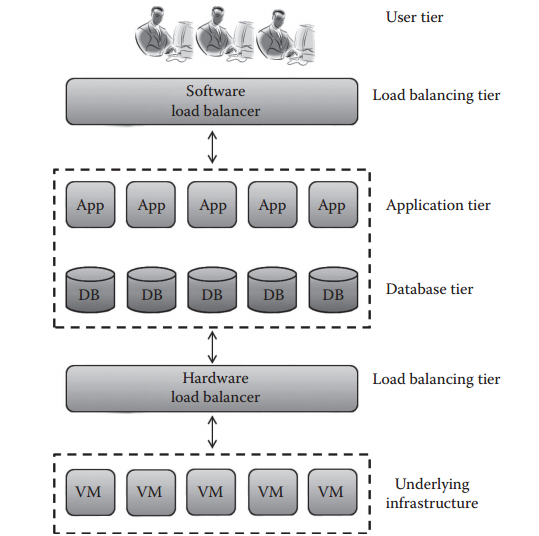 User tier
Software
load balancer
Load balancing tier
App App App App App
Application tier
DB DB DB DB DB
Database tier
Hardware
load balancer
Load balancing tier
VM VM VM VM VM
Underlying
infrastructure